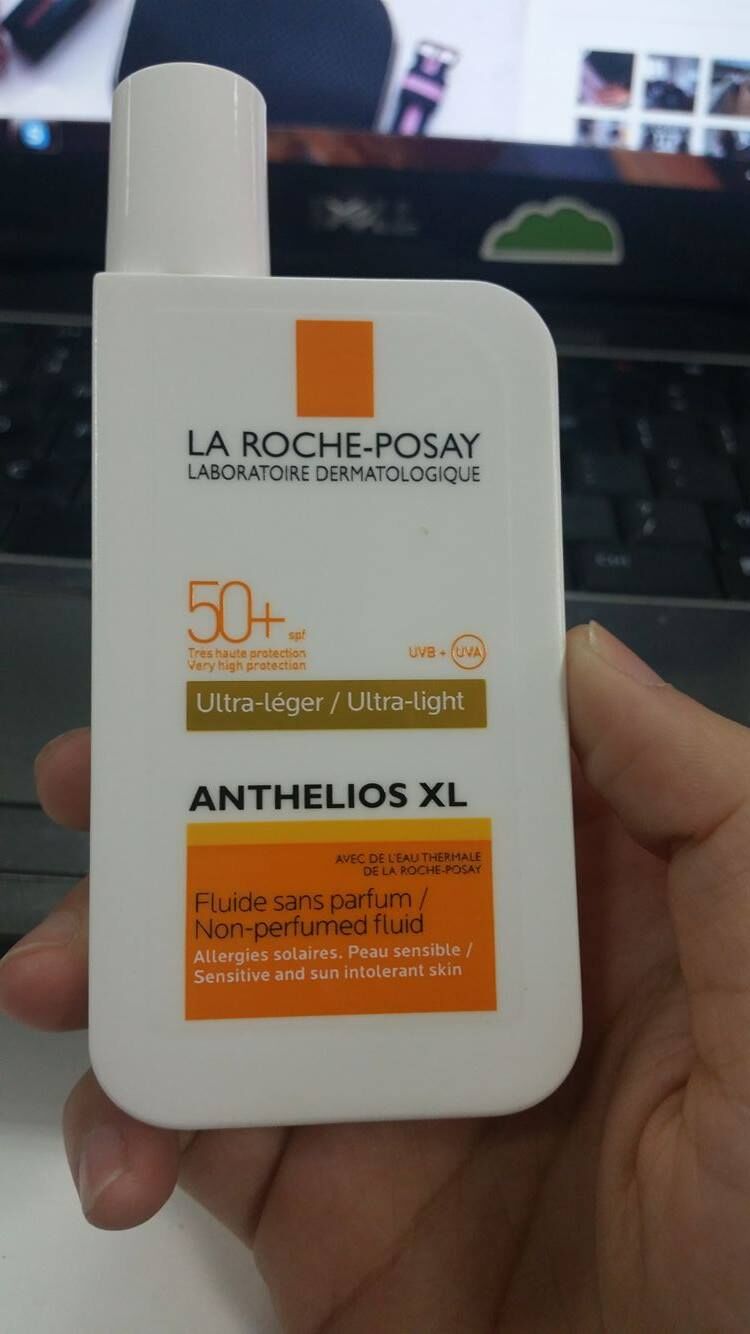 LA ROCHE-POSAY
LABORATOIRE DERMATOLOGIQUE
50+ spf
Très haute protection
Very high protection
UVB + UVA
Ultra-léger / Ultra-light
ANTHELIOS XL
AVEC DE L'EAU THERMALE
DE LA ROCHE-POSAY
Fluide sans parfum /
Non-perfumed fluid
Allergies solaires. Peau sensible /
Sensitive and sun intolerant skin